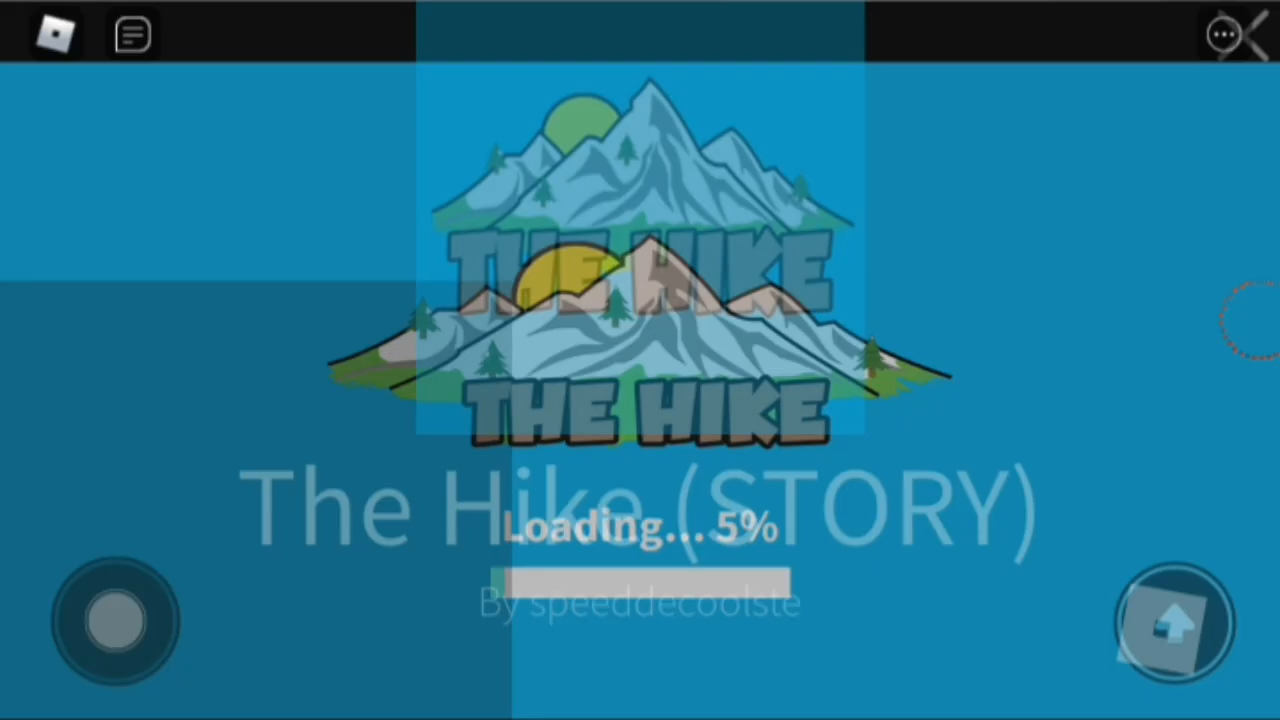 THE HIKE
THE HIKE
The Hike (STORY)
Loading... 5%
By speeddecoolste